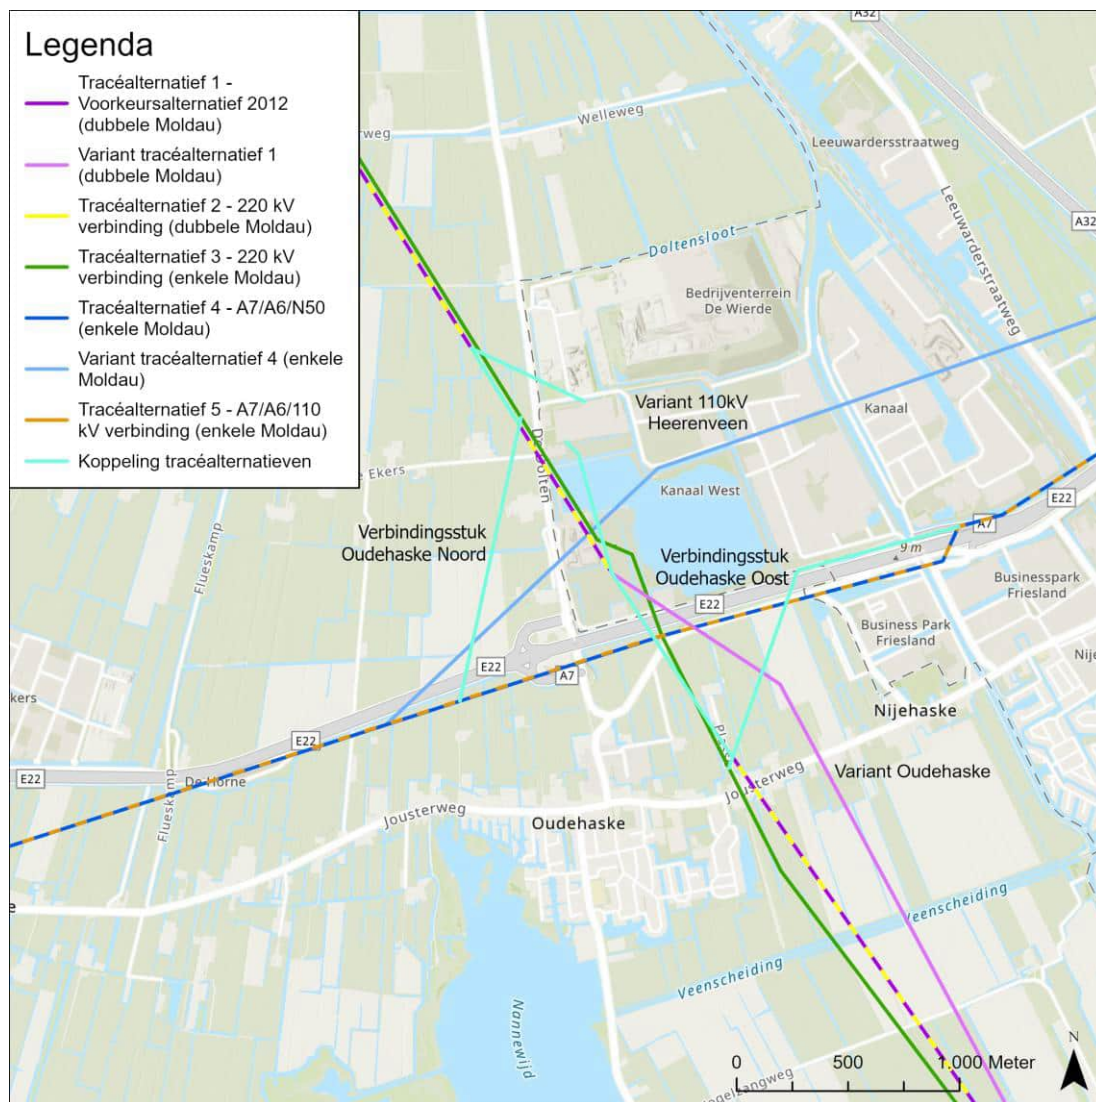 Legenda
Tracéalternatief 1 -
Voorkeursalternatief 2012
(dubbele Moldau)
Variant tracéalternatief 1
(dubbele Moldau)
Tracéalternatief 2 - 220 kV
verbinding (dubbele Moldau)
Tracéalternatief 3 - 220 kV
verbinding (enkele Moldau)
Tracéalternatief 4 - A7/A6/N50
(enkele Moldau)
Variant tracéalternatief 4 (enkele
Moldau)
Tracéalternatief 5 - A7/A6/110
kV verbinding (enkele Moldau)
Koppeling tracéalternatieven
A32
Welleweg
rweg
Leeuwardersstraatweg
Leeuwarderstraatweg
A32
Doltensloot
Bedrijventerrein
De Wierde
Variant 110kV
Heerenveen
Kanaal
Ekers
Kanaal West
E22
A7
9 m
Flueskamp
Verbindingsstuk
Oudehaske Noord
Verbindingsstuk
Oudehaske Oost
Businesspark
Friesland
E22
Business Park
Friesland
Nije
kers
E22
A7
Nijehaske
E22
E22
De Horne
Flueskamp
Variant Oudehaske
Jousterweg
Jousterweg
Oudehaske
e
Veenscheiding
Veenscheiding
Nannewijd
N
0 500 1.000 Meter
gelzangweg